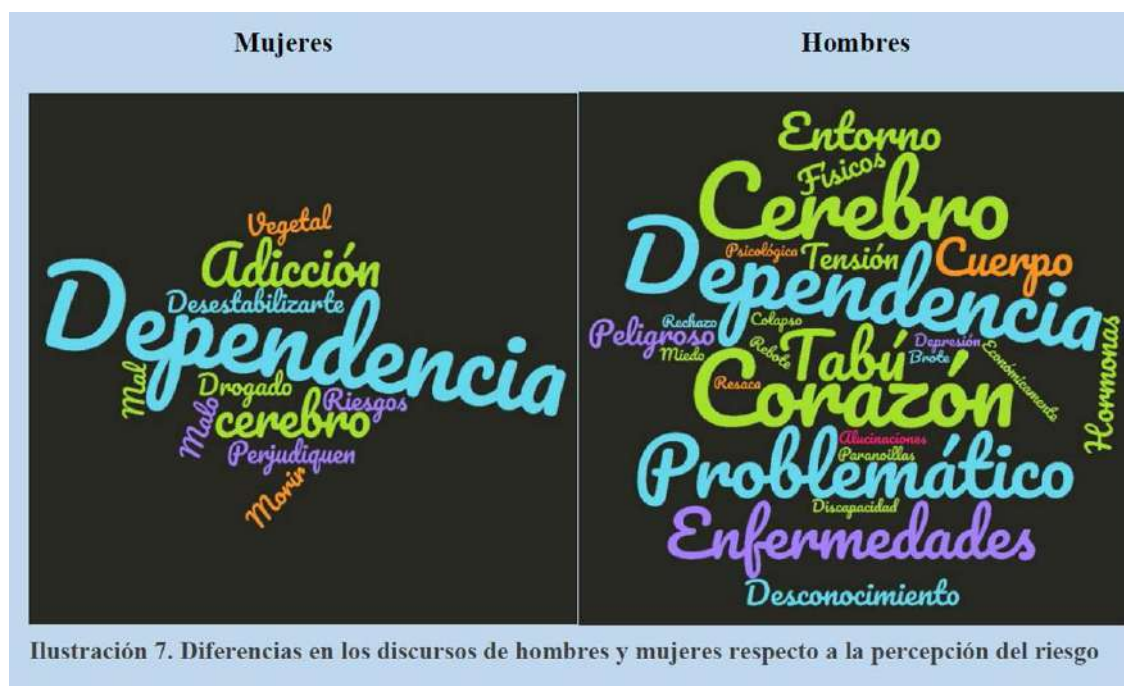 Mujeres
Hombres
Vegetal
Adicción
Desestabilizarte
Dependencia
Mal
Drogado
Malo
cerebro
Riesgos
Perjudiquen
Morir
Entorno
Físicos
Cerebro
Dependencia
Psicológica
Tensión
Cuerpo
Peligroso
Rechazo
Miedo
Colapso
Rebote
Tabú
Depresión
Brote
Económicamente
Hormonas
Resaca
Corazón
Alucinaciones
Paranoillas
Problemático
Discapacidad
Enfermedades
Desconocimiento
Ilustración 7. Diferencias en los discursos de hombres y mujeres respecto a la percepción del riesgo